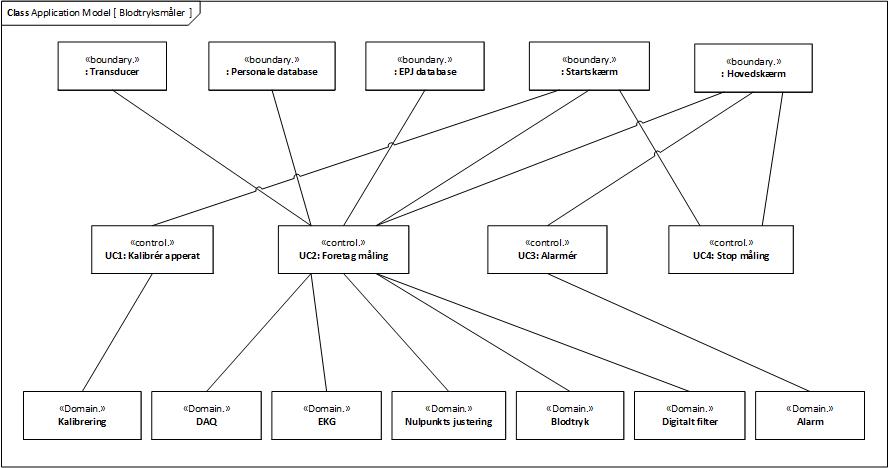 Class Application Model [ Blodtryksmåler ]
«boundary.»
: Transducer
«boundary.»
: Personale database
«boundary.»
: EPJ database
«boundary.»
: Startskærm
«boundary.»
: Hovedskærm
«control.»
UC1: Kalibrér apperat
«control.»
UC2: Foretag måling
«control.»
UC3: Alarmér
«control.»
UC4: Stop måling
«Domain.»
Kalibrering
«Domain.»
DAQ
«Domain.»
EKG
«Domain.»
Nulpunkts justering
«Domain.»
Blodtryk
«Domain.»
Digitalt filter
«Domain.»
Alarm